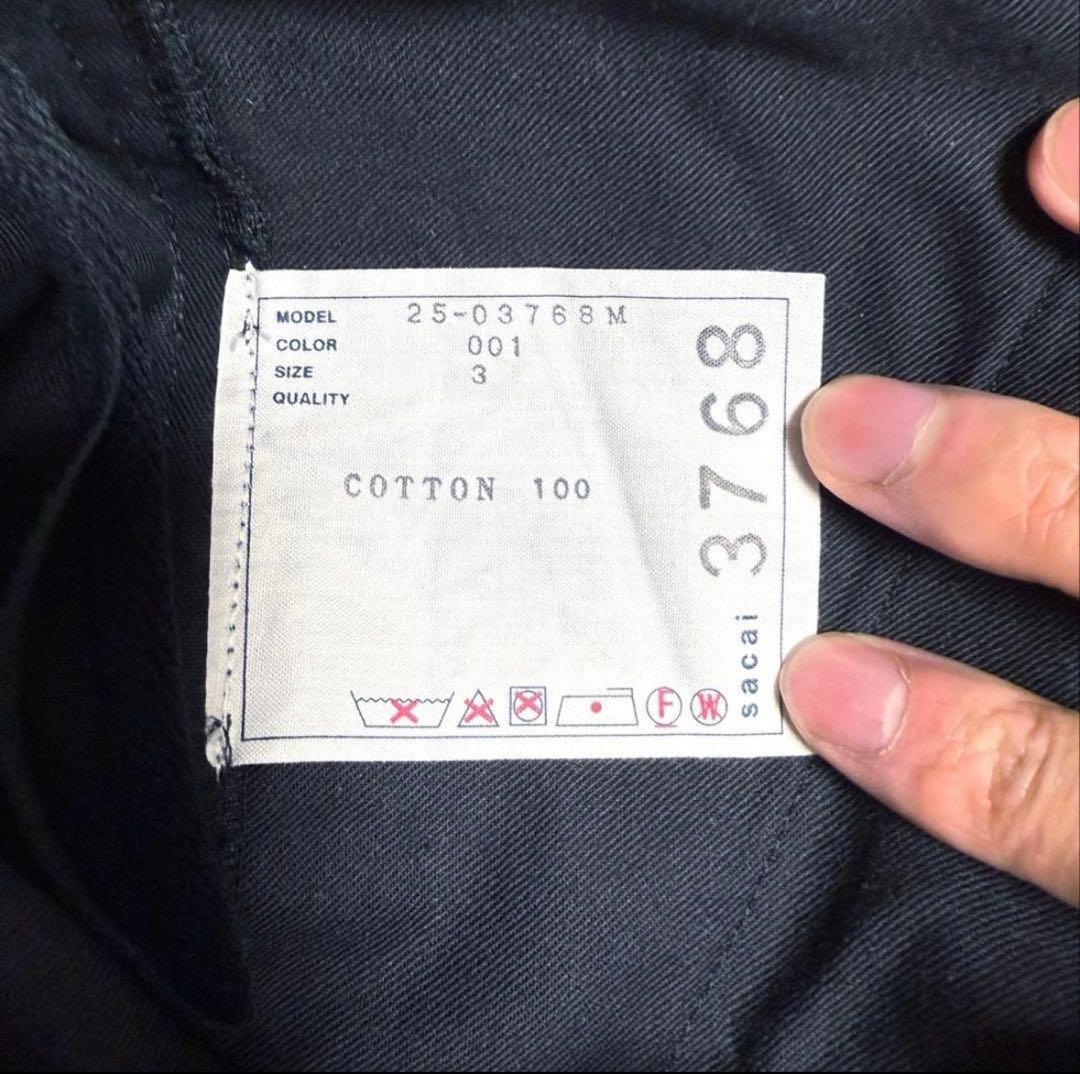 MODEL 25-03768M
COLOR 001
SIZE 3
QUALITY
COTTON 100
sacai 3768
F W